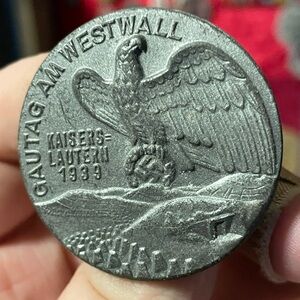 GAUTAG AM WESTWALL
KAISERS=
LAUTERN
1939